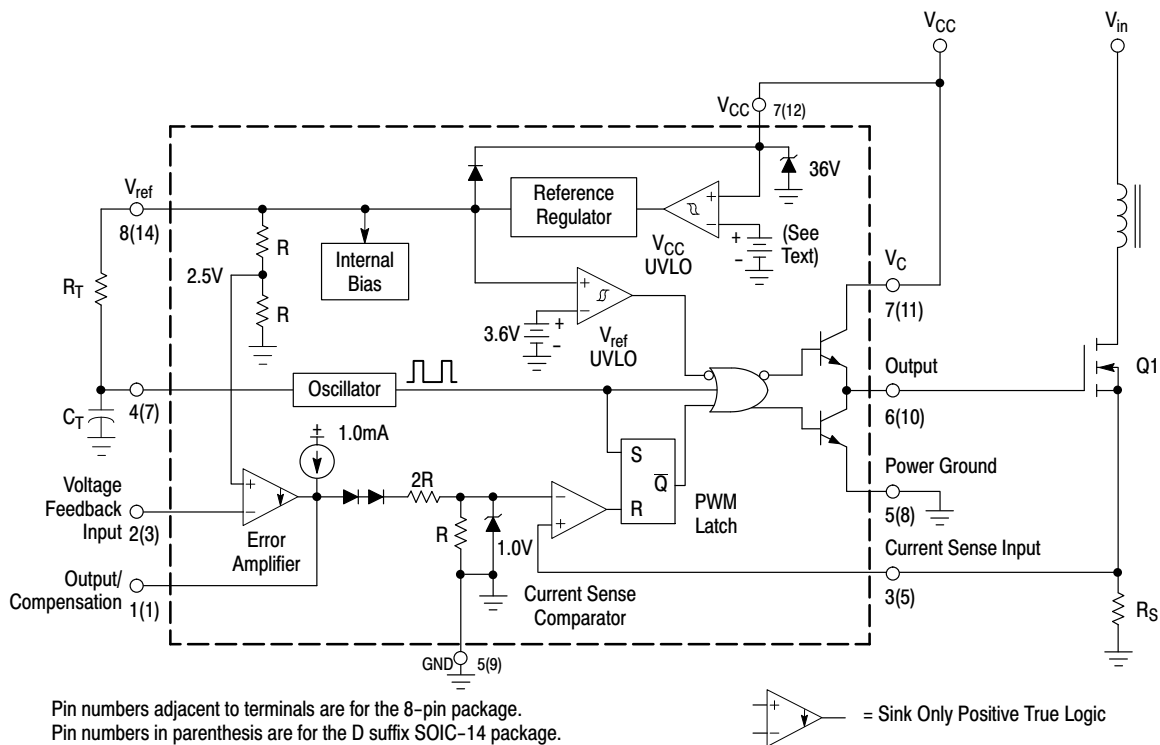 VCC
Vin
VCC 7(12)
36V
Vref
8(14)
Reference
Regulator
+
−
VCC
UVLO
+
−
(See
Text)
R
Internal
Bias
2.5V
RT
R
+
−
3.6V
+
−
Vref
UVLO
VC
7(11)
Output
6(10)
Q1
Oscillator
4(7)
CT
1.0mA
+
−
S
Q
R
PWM
Latch
Power Ground
5(8)
Voltage
Feedback
Input
2(3)
+
−
Error
Amplifier
2R
R
1.0V
−
+
Current Sense
Comparator
Current Sense Input
3(5)
RS
Output/
Compensation
1(1)
GND 5(9)
Pin numbers adjacent to terminals are for the 8−pin package.
Pin numbers in parenthesis are for the D suffix SOIC−14 package.
+
−
= Sink Only Positive True Logic